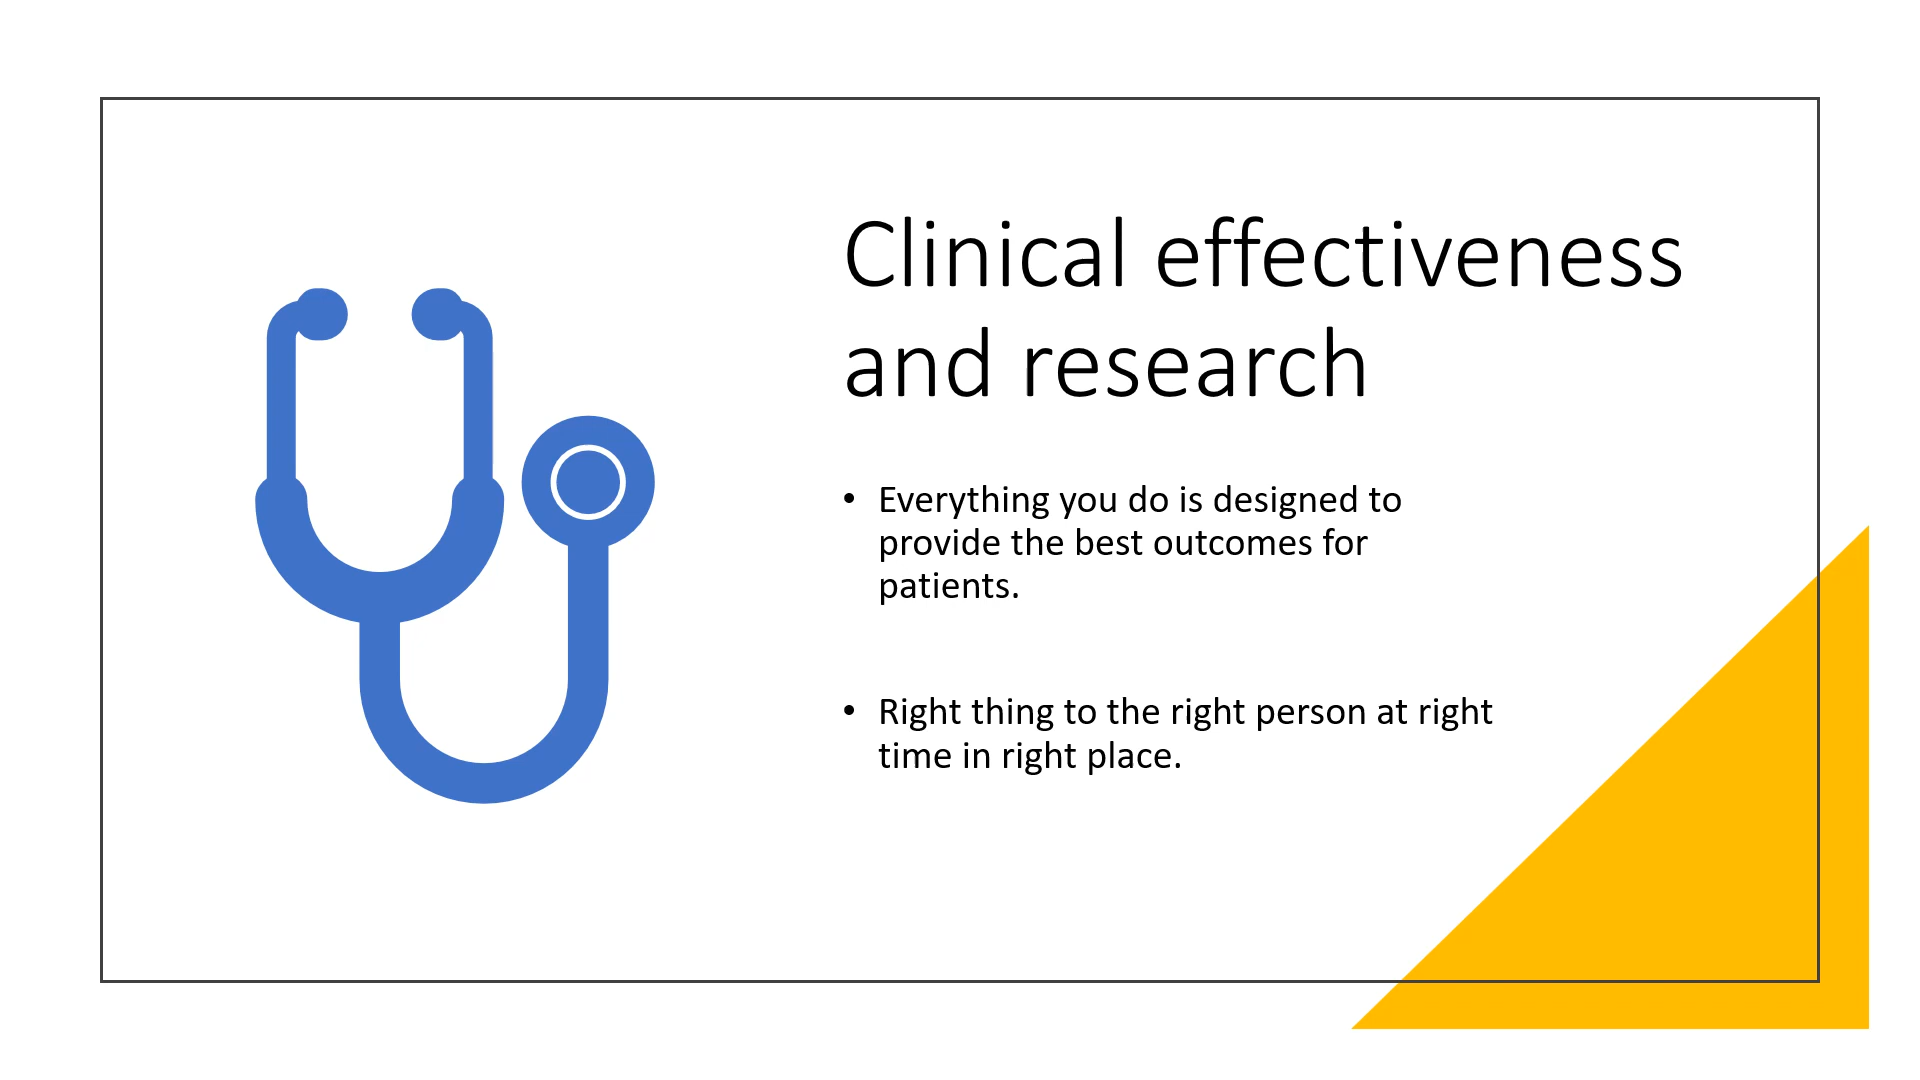 Clinical effectiveness
and research
• Everything you do is designed to
provide the best outcomes for
patients.
• Right thing to the right person at right
time in right place.